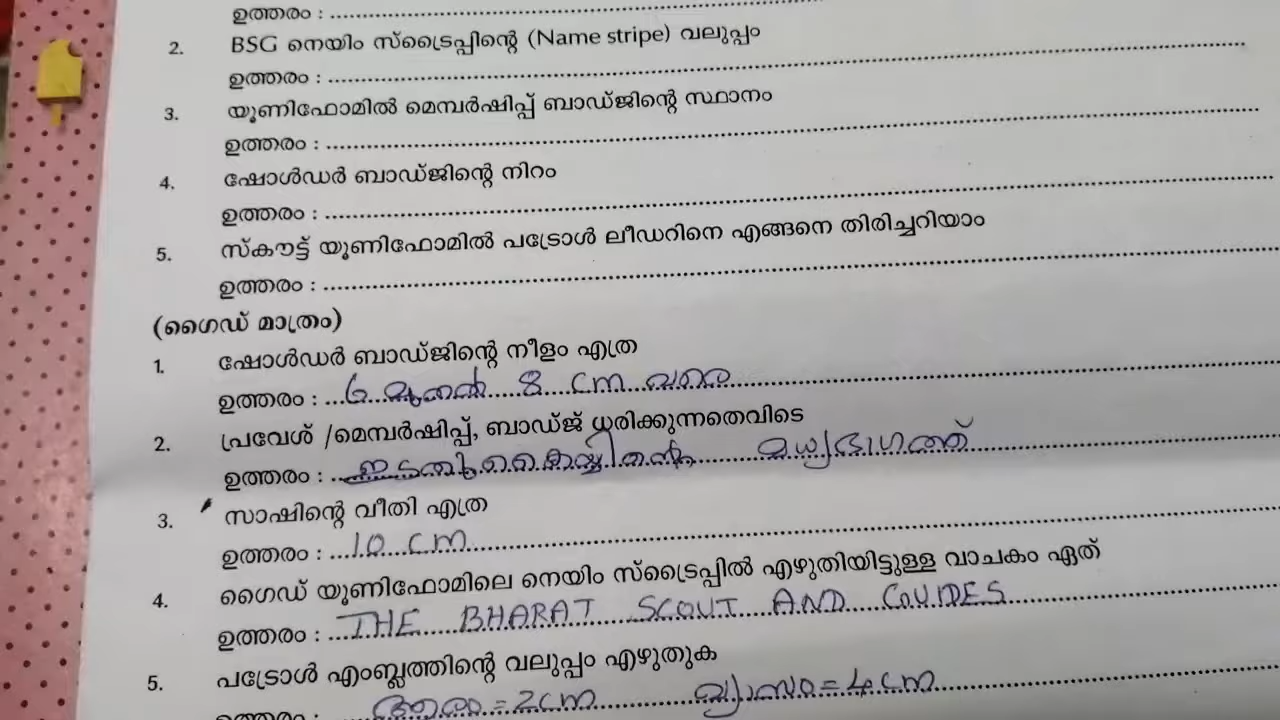 ഉത്തരം : ...
2. BSG നെയിം സ്ട്രൈപ്പിന്റെ (Name stripe) വലുപ്പം
ഉത്തരം : ...
3. യൂണിഫോമിൽ മെമ്പർഷിപ്പ് ബാഡ്ജിന്റെ സ്ഥാനം
ഉത്തരം : ...
4. ഷോൾഡർ ബാഡ്ജിന്റെ നിറം
ഉത്തരം : ...
5. സ്കൗട്ട് യൂണിഫോമിൽ പട്രോൾ ലീഡറിനെ എങ്ങനെ തിരിച്ചറിയാം
ഉത്തരം : ...
(ഗൈഡ് മാത്രം)
1. ഷോൾഡർ ബാഡ്ജിന്റെ നീളം എത്ര
ഉത്തരം : ...6 മുതൽ 8 cm വരെ
2. പ്രവേശ് /മെമ്പർഷിപ്പ്, ബാഡ്ജ് ധരിക്കുന്നതെവിടെ
ഉത്തരം : ... മധ്യഭാഗത്ത്
3. സാഷിന്റെ വീതി എത്ര
ഉത്തരം : ...10 cm
4. ഗൈഡ് യൂണിഫോമിലെ നെയിം സ്ട്രൈപ്പിൽ എഴുതിയിട്ടുള്ള വാചകം ഏത്
ഉത്തരം : ...THE BHARAT SCOUT AND GUIDES
5. പട്രോൾ എംബ്ലത്തിന്റെ വലുപ്പം എഴുതുക
ഉത്തരം : ...ആരം = 2cm വ്യാസം = 4cm